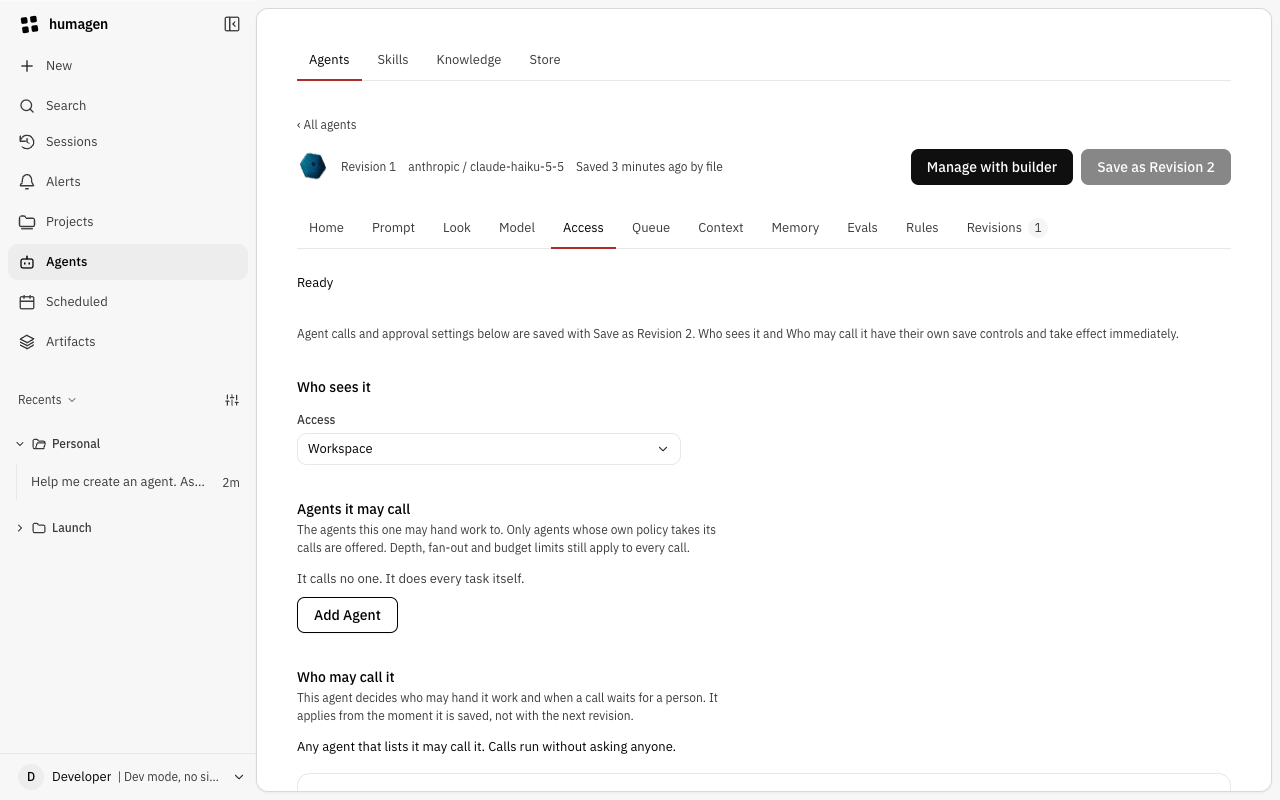 humagen
New
Search
Sessions
Alerts
Projects
Agents
Scheduled
Artifacts
Recents
Personal
Help me create an agent. As... 2m
Launch
D Developer | Dev mode, no si...
Agents Skills Knowledge Store
‹ All agents
Revision 1 anthropic / claude-haiku-5-5 Saved 3 minutes ago by file Manage with builder Save as Revision 2
Home Prompt Look Model Access Queue Context Memory Evals Rules Revisions 1
Ready
Agent calls and approval settings below are saved with Save as Revision 2. Who sees it and Who may call it have their own save controls and take effect immediately.
Who sees it
Access
Workspace
Agents it may call
The agents this one may hand work to. Only agents whose own policy takes its
calls are offered. Depth, fan-out and budget limits still apply to every call.
It calls no one. It does every task itself.
Add Agent
Who may call it
This agent decides who may hand it work and when a call waits for a person. It
applies from the moment it is saved, not with the next revision.
Any agent that lists it may call it. Calls run without asking anyone.